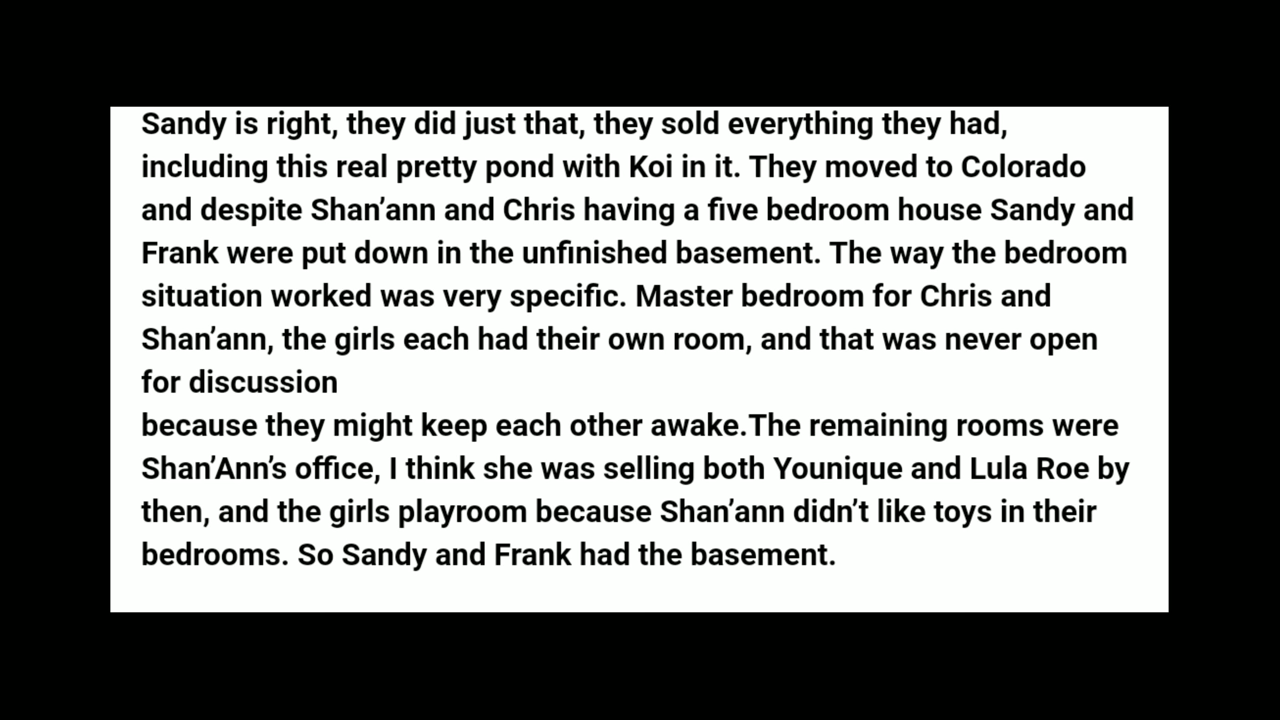 Sandy is right, they did just that, they sold everything they had,
including this real pretty pond with Koi in it. They moved to Colorado
and despite Shan’ann and Chris having a five bedroom house Sandy and
Frank were put down in the unfinished basement. The way the bedroom
situation worked was very specific. Master bedroom for Chris and
Shan’ann, the girls each had their own room, and that was never open
for discussion
because they might keep each other awake.The remaining rooms were
Shan’Ann’s office, I think she was selling both Younique and Lula Roe by
then, and the girls playroom because Shan’ann didn’t like toys in their
bedrooms. So Sandy and Frank had the basement.